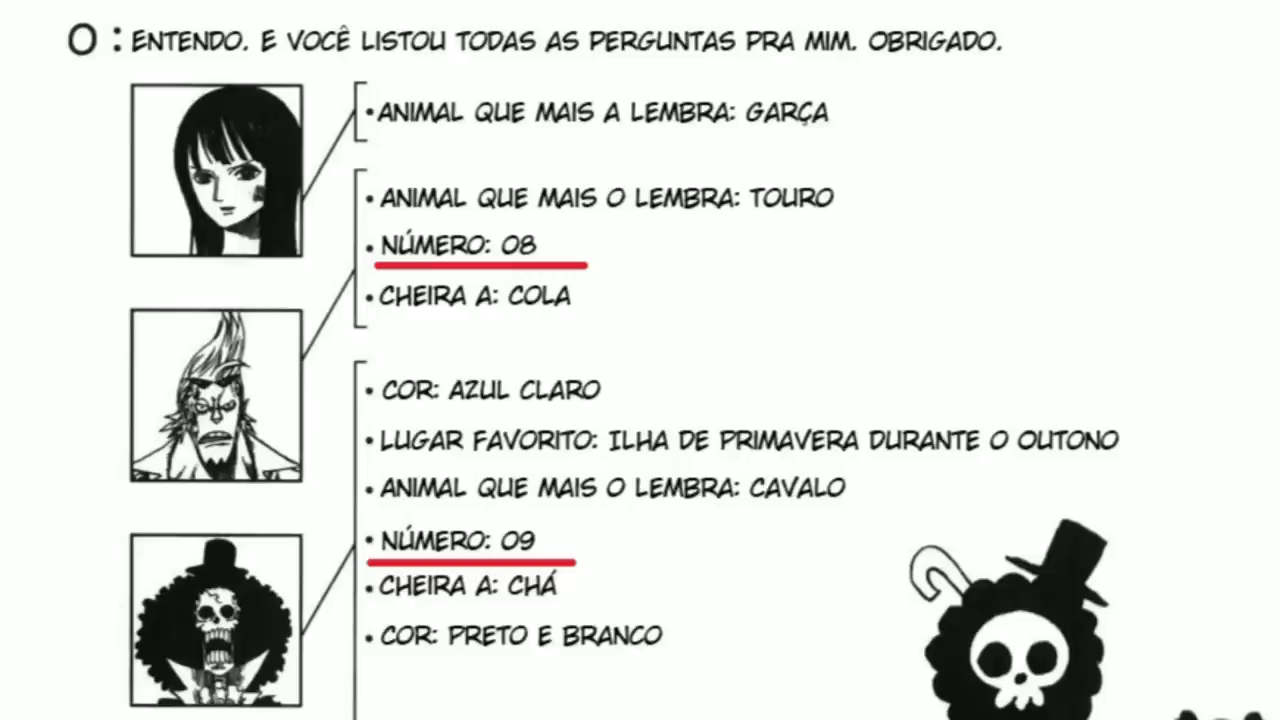 O: ENTENDO. E VOCÊ LISTOU TODAS AS PERGUNTAS PRA MIM. OBRIGADO.
• ANIMAL QUE MAIS A LEMBRA: GARÇA
• ANIMAL QUE MAIS O LEMBRA: TOURO
• NÚMERO: 08
• CHEIRA A: COLA
• COR: AZUL CLARO
• LUGAR FAVORITO: ILHA DE PRIMAVERA DURANTE O OUTONO
• ANIMAL QUE MAIS O LEMBRA: CAVALO
• NÚMERO: 09
• CHEIRA A: CHÁ
• COR: PRETO E BRANCO